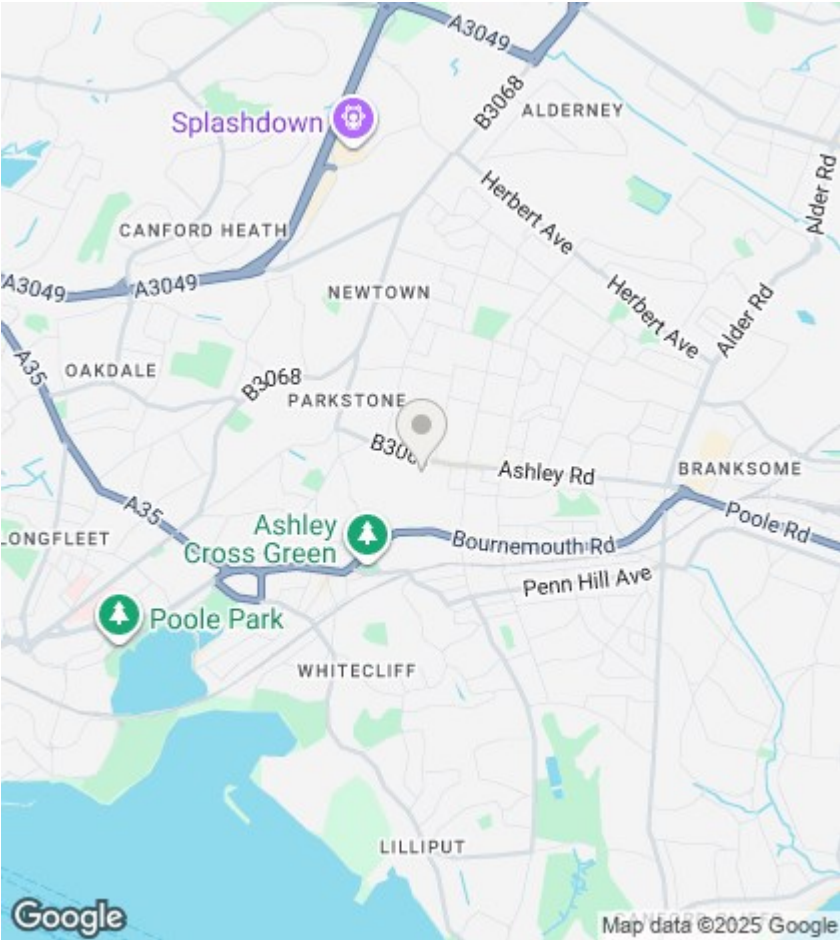 A3049
A3049
B3068
ALDERNEY
Splashdown
Alder Rd
Herbert Ave
CANFORD HEATH
A3049
A3049
NEWTOWN
Herbert Ave
Alder Rd
A35
OAKDALE
B3068
PARKSTONE
Ashley Rd
BRANKSOME
A35
Poole Rd
Ashley
Cross Green
LONGFLEET
Bournemouth Rd
Penn Hill Ave
Poole Park
WHITECLIFF
LILLIPUT
Google
Map data ©2025 Google